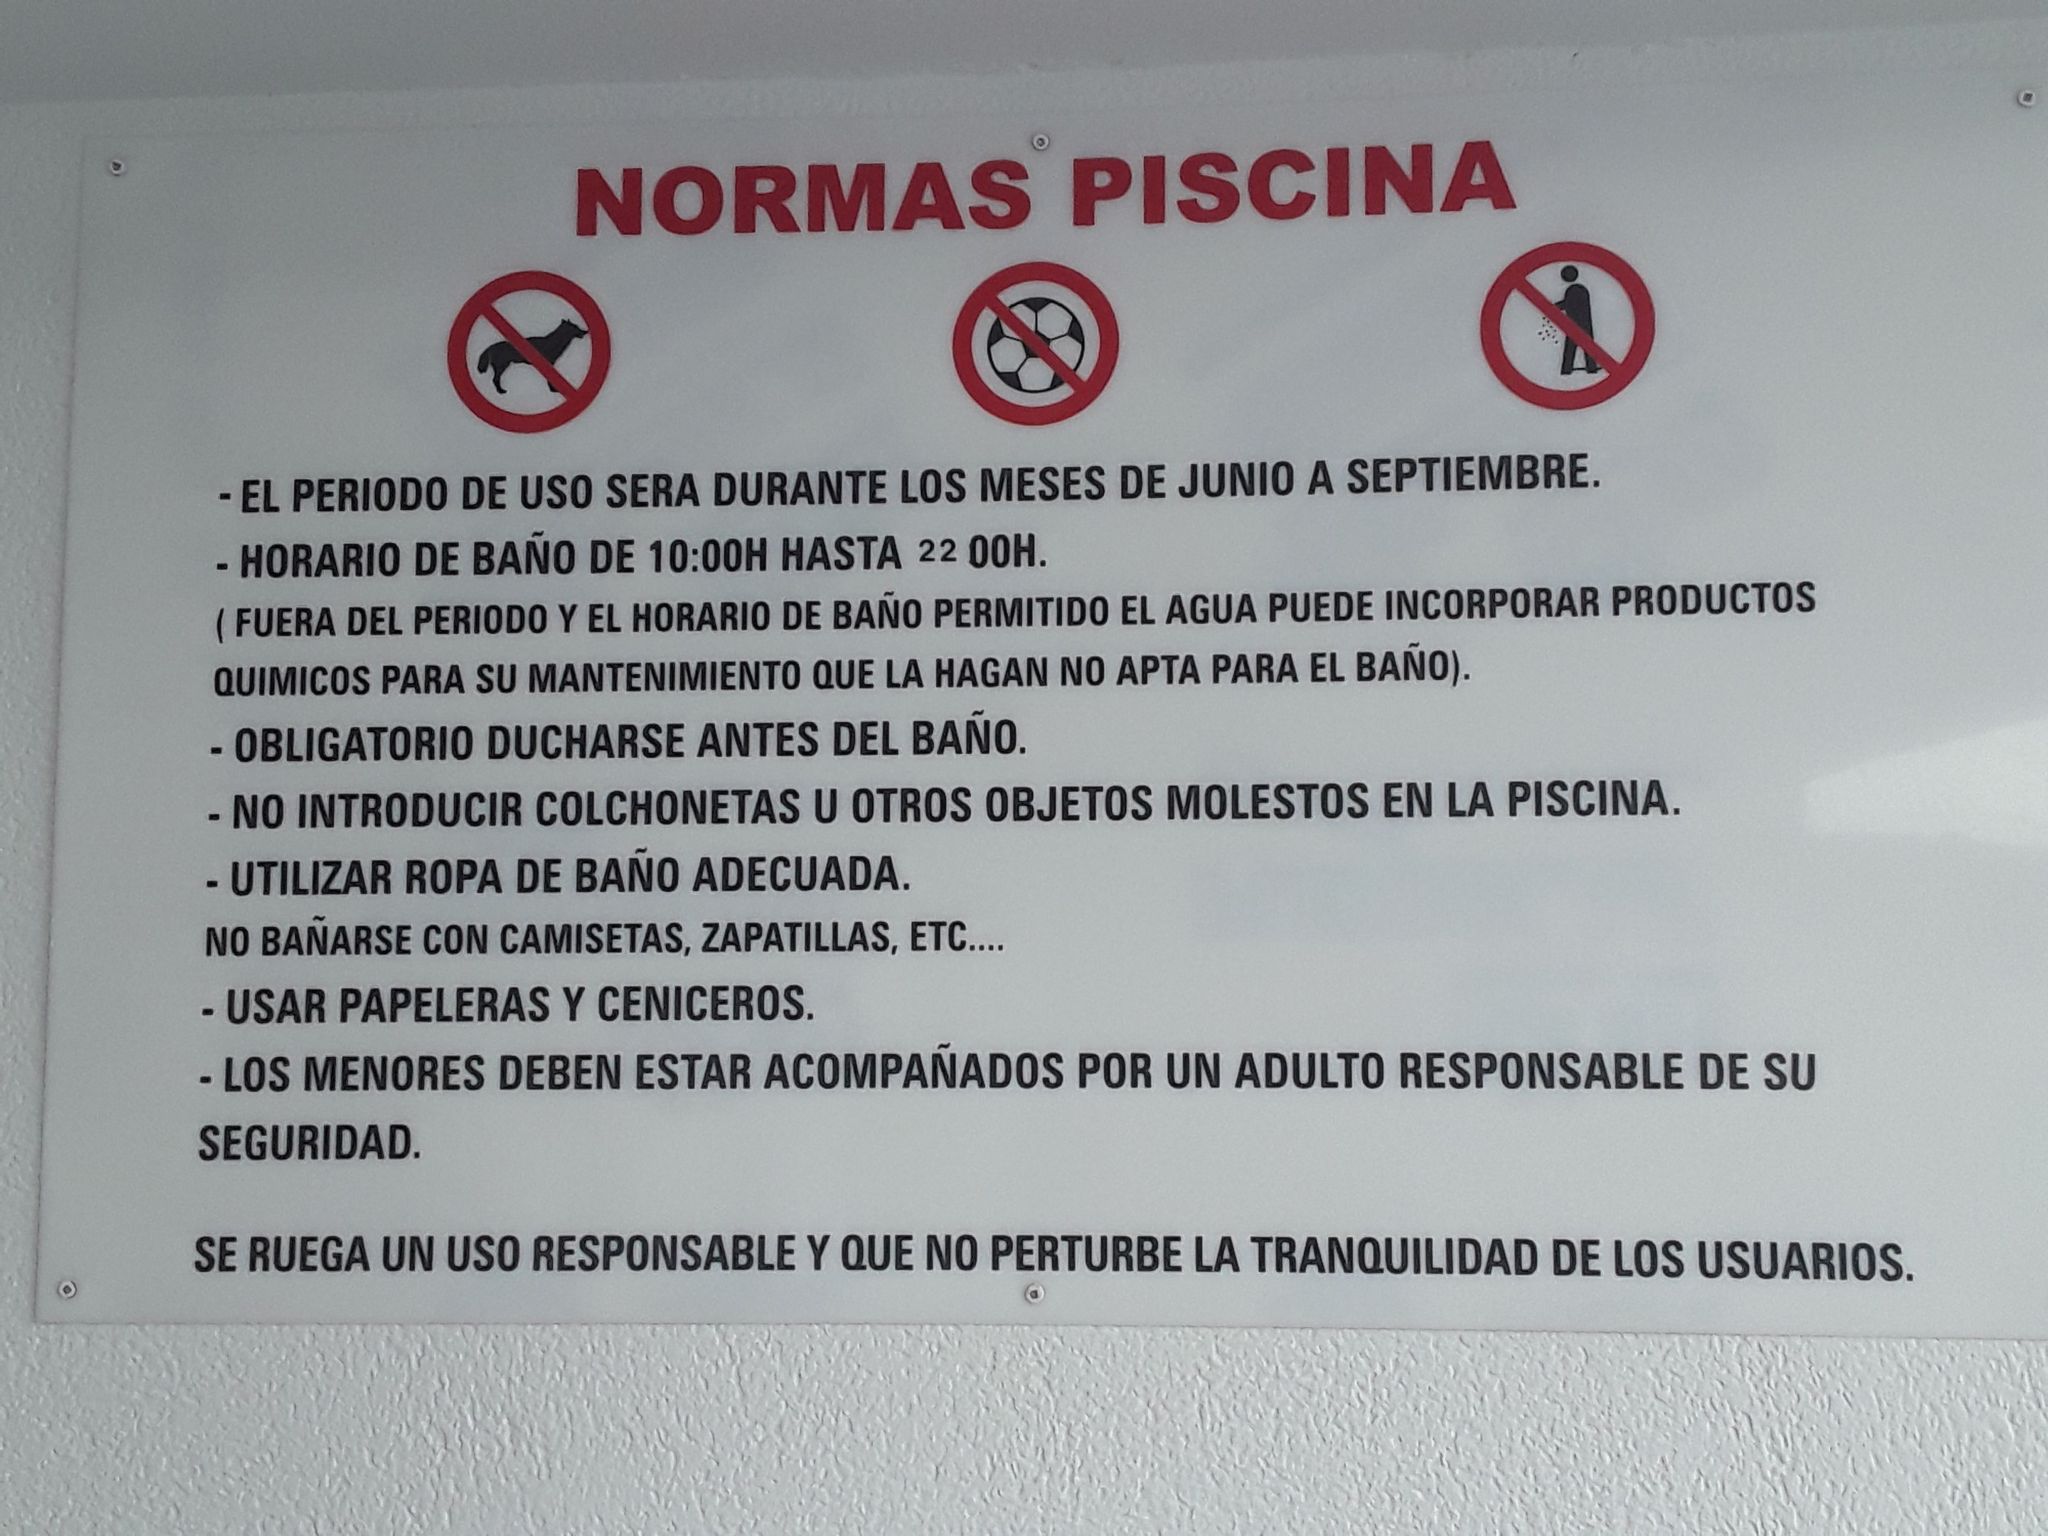 NORMAS PISCINA
- EL PERIODO DE USO SERA DURANTE LOS MESES DE JUNIO A SEPTIEMBRE.
- HORARIO DE BAÑO DE 10:00H HASTA 22 00H.
( FUERA DEL PERIODO Y EL HORARIO DE BAÑO PERMITIDO EL AGUA PUEDE INCORPORAR PRODUCTOS
QUIMICOS PARA SU MANTENIMIENTO QUE LA HAGAN NO APTA PARA EL BAÑO).
- OBLIGATORIO DUCHARSE ANTES DEL BAÑO.
- NO INTRODUCIR COLCHONETAS U OTROS OBJETOS MOLESTOS EN LA PISCINA.
- UTILIZAR ROPA DE BAÑO ADECUADA.
NO BAÑARSE CON CAMISETAS, ZAPATILLAS, ETC....
- USAR PAPELERAS Y CENICEROS.
- LOS MENORES DEBEN ESTAR ACOMPAÑADOS POR UN ADULTO RESPONSABLE DE SU
SEGURIDAD.
SE RUEGA UN USO RESPONSABLE Y QUE NO PERTURBE LA TRANQUILIDAD DE LOS USUARIOS.